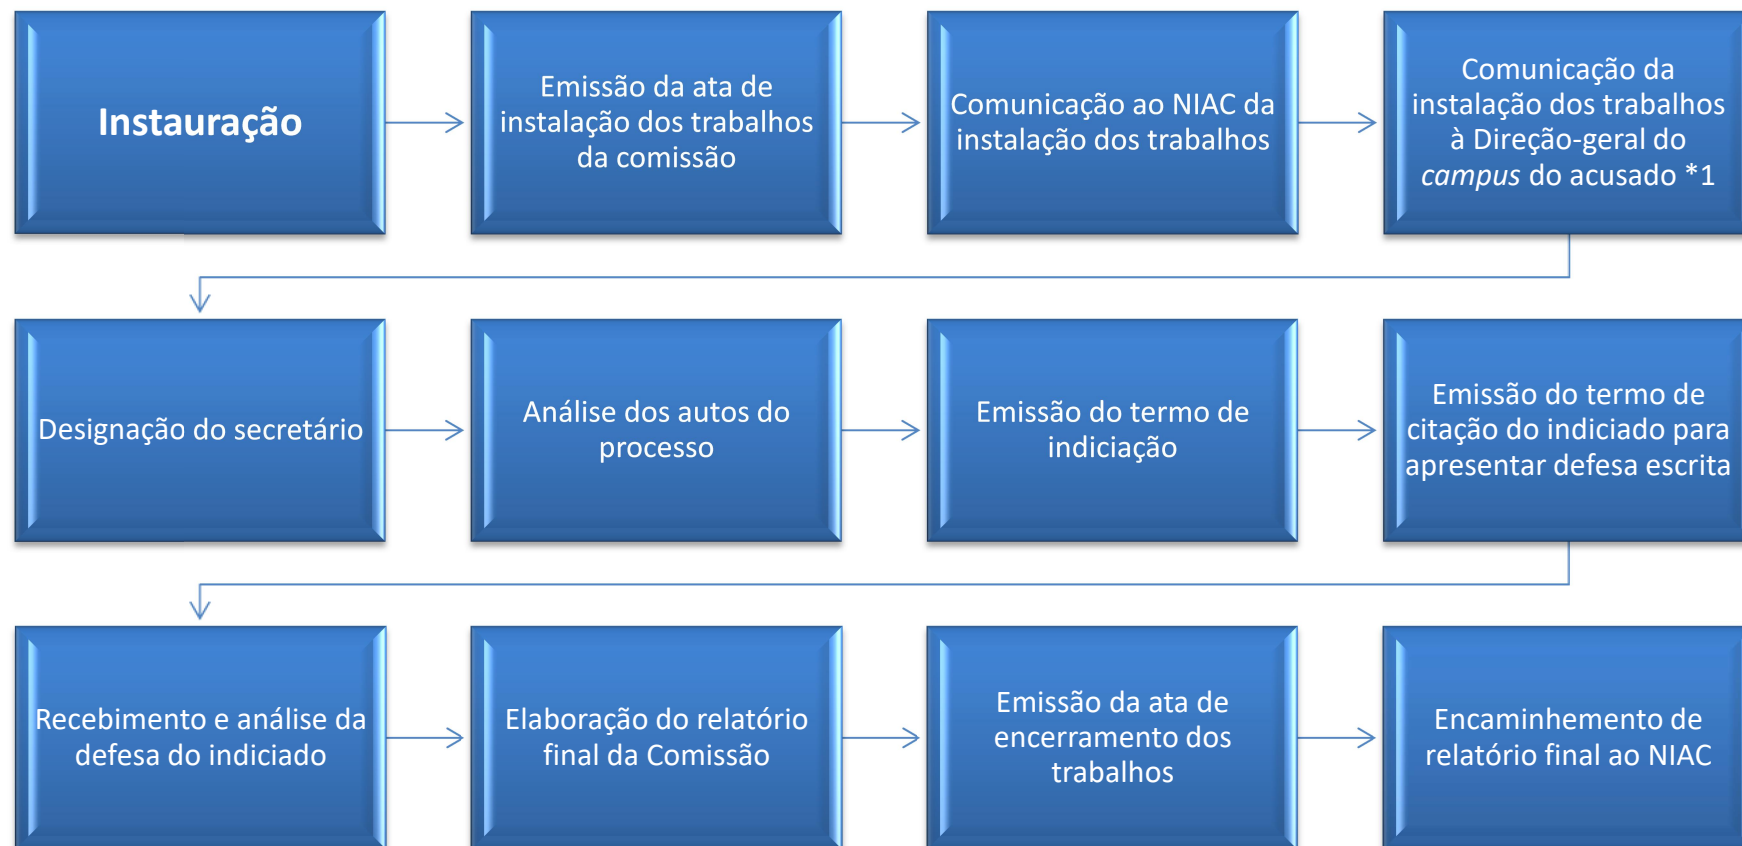 Instauração
Emissão da ata de
instalação dos trabalhos
da comissão
Comunicação ao NIAC da
instalação dos trabalhos
Comunicação da
instalação dos trabalhos
à Direção-geral do
campus do acusado *1
Designação do secretário
Análise dos autos do
processo
Emissão do termo de
indiciação
Emissão do termo de
citação do indiciado para
apresentar defesa escrita
Recebimento e análise da
defesa do indiciado
Elaboração do relatório
final da Comissão
Emissão da ata de
encerramento dos
trabalhos
Encaminhemento de
relatório final ao NIAC